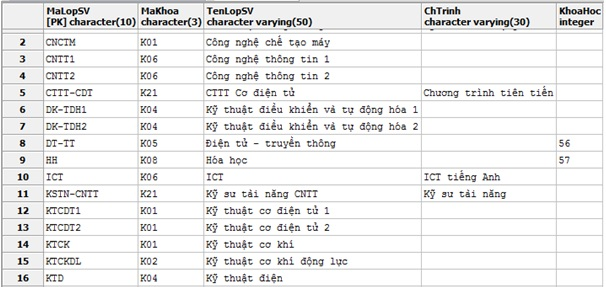 MaLopSV MaKhoa TenLopSV ChTrinh KhoaHoc
[PK] character(10) character(3) character varying(50) character varying(30) integer
2 CNCTM K01 Công nghệ chế tạo máy
3 CNTT1 K06 Công nghệ thông tin 1
4 CNTT2 K06 Công nghệ thông tin 2
5 CTTT-CDT K21 CTTT Cơ điện tử Chương trình tiên tiến
6 DK-TDH1 K04 Kỹ thuật điều khiển và tự động hóa 1
7 DK-TDH2 K04 Kỹ thuật điều khiển và tự động hóa 2
8 DT-TT K05 Điện tử - truyền thông 56
9 HH K08 Hóa học 57
10 ICT K06 ICT ICT tiếng Anh
11 KSTN-CNTT K21 Kỹ sư tài năng CNTT Kỹ sư tài năng
12 KTCDT1 K01 Kỹ thuật cơ điện tử 1
13 KTCDT2 K01 Kỹ thuật cơ điện tử 2
14 KTCK K01 Kỹ thuật cơ khí
15 KTCKDL K02 Kỹ thuật cơ khí động lực
16 KTD K04 Kỹ thuật điện